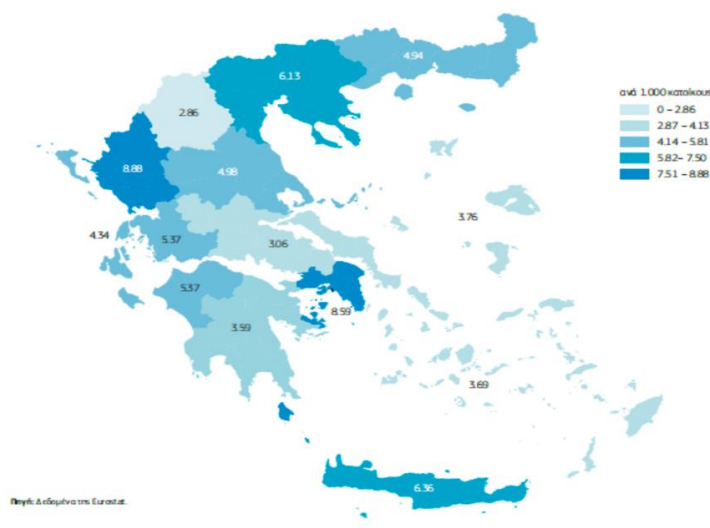 4.94
6.13
ανά 1.000 κατοίκους
0 – 2.86
2.87 – 4.13
4.14 – 5.81
5.82– 7.50
7.51 – 8.88
2.86
8.88
4.98
3.76
4.34
5.37
3.06
5.37
8.59
3.59
3.69
6.36
Πηγή: Δεδομένα της Eurostat.